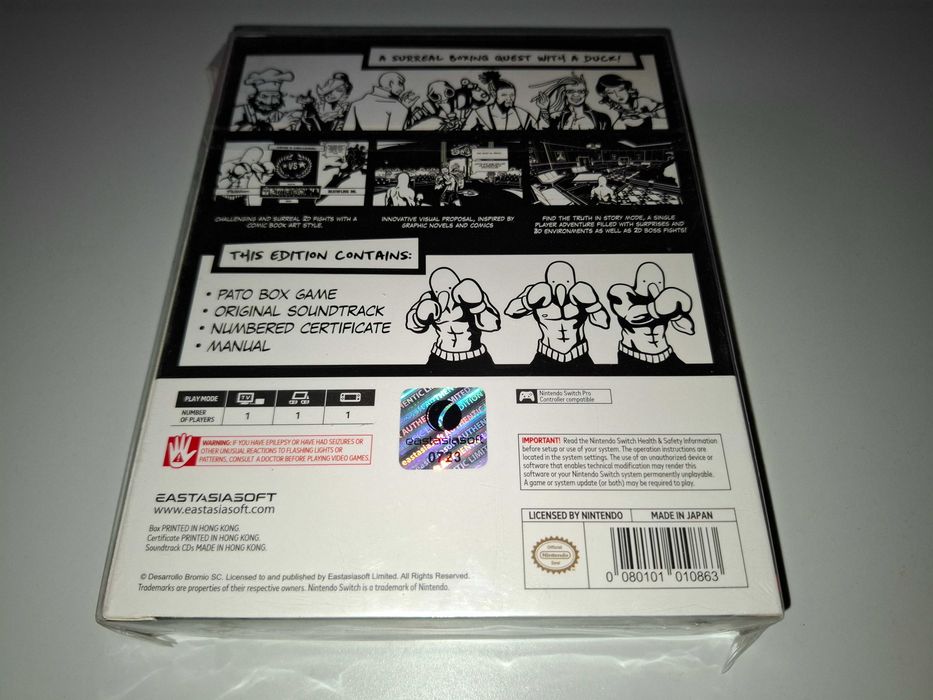 A SURREAL BOXING QUEST WITH A DUCK!
VS
CHALLENGING AND SURREAL 2D FIGHTS WITH A
COMIC BOOK ART STYLE.
INNOVATIVE VISUAL PROPOSAL, INSPIRED BY
GRAPHIC NOVELS AND COMICS
FIND THE TRUTH IN STORY MODE, A SINGLE
PLAYER ADVENTURE FILLED WITH SURPRISES AND
3D ENVIRONMENTS AS WELL AS 2D BOSS FIGHTS!
THIS EDITION CONTAINS:
• PATO BOX GAME
• ORIGINAL SOUNDTRACK
• NUMBERED CERTIFICATE
• MANUAL
PLAY MODE
TV
NUMBER
OF PLAYERS
1 1 1
eastasiasoft
0723
Nintendo Switch Pro
Controller compatible
WARNING: IF YOU HAVE EPILEPSY OR HAVE HAD SEIZURES OR
OTHER UNUSUAL REACTIONS TO FLASHING LIGHTS OR
PATTERNS, CONSULT A DOCTOR BEFORE PLAYING VIDEO GAMES.
IMPORTANT! Read the Nintendo Switch Health & Safety Information
before setup or use of your system. The operation instructions are
located in the system settings. The use of an unauthorized device or
software that enables technical modification may render this
or your Nintendo Switch system permanently unplayable.
A game or system update (or both) may be required to play.
EASTASIASOFT
www.eastasiasoft.com
Box PRINTED IN HONG KONG.
Certificate PRINTED IN HONG KONG.
Soundtrack CDs MADE IN HONG KONG.
© Desarrollo Bromio SC. Licensed to and published by Eastasiasoft Limited. All Rights Reserved.
Trademarks are properties of their respective owners. Nintendo Switch is a trademark of Nintendo.
LICENSED BY NINTENDO
MADE IN JAPAN
Official
Nintendo
Seal
0 080101 010863